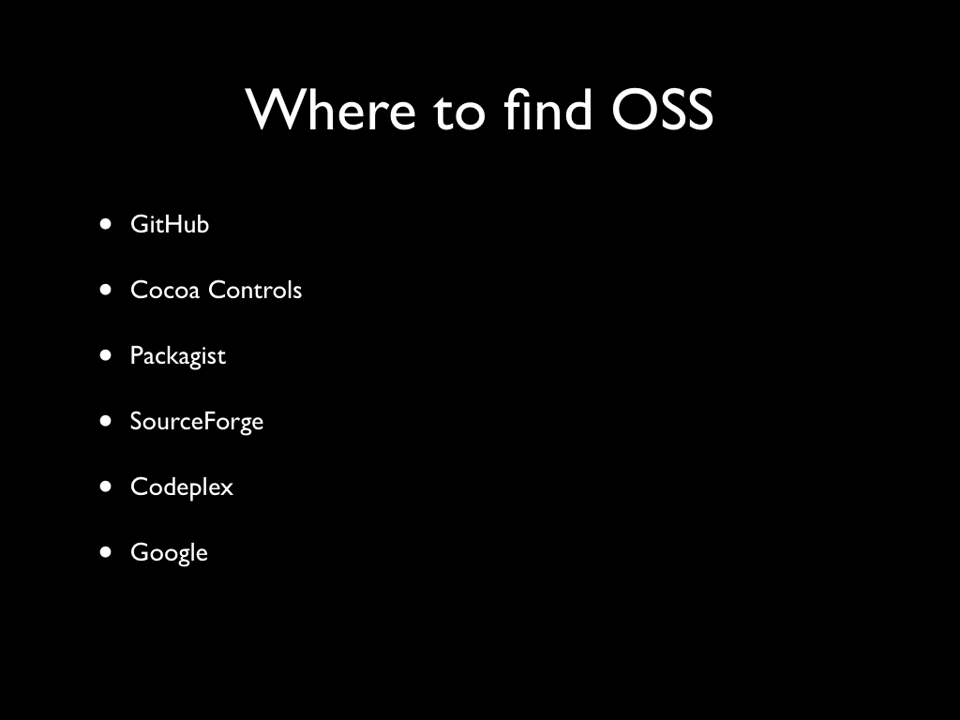 Where to find OSS
• GitHub
• Cocoa Controls
• Packagist
• SourceForge
• Codeplex
• Google